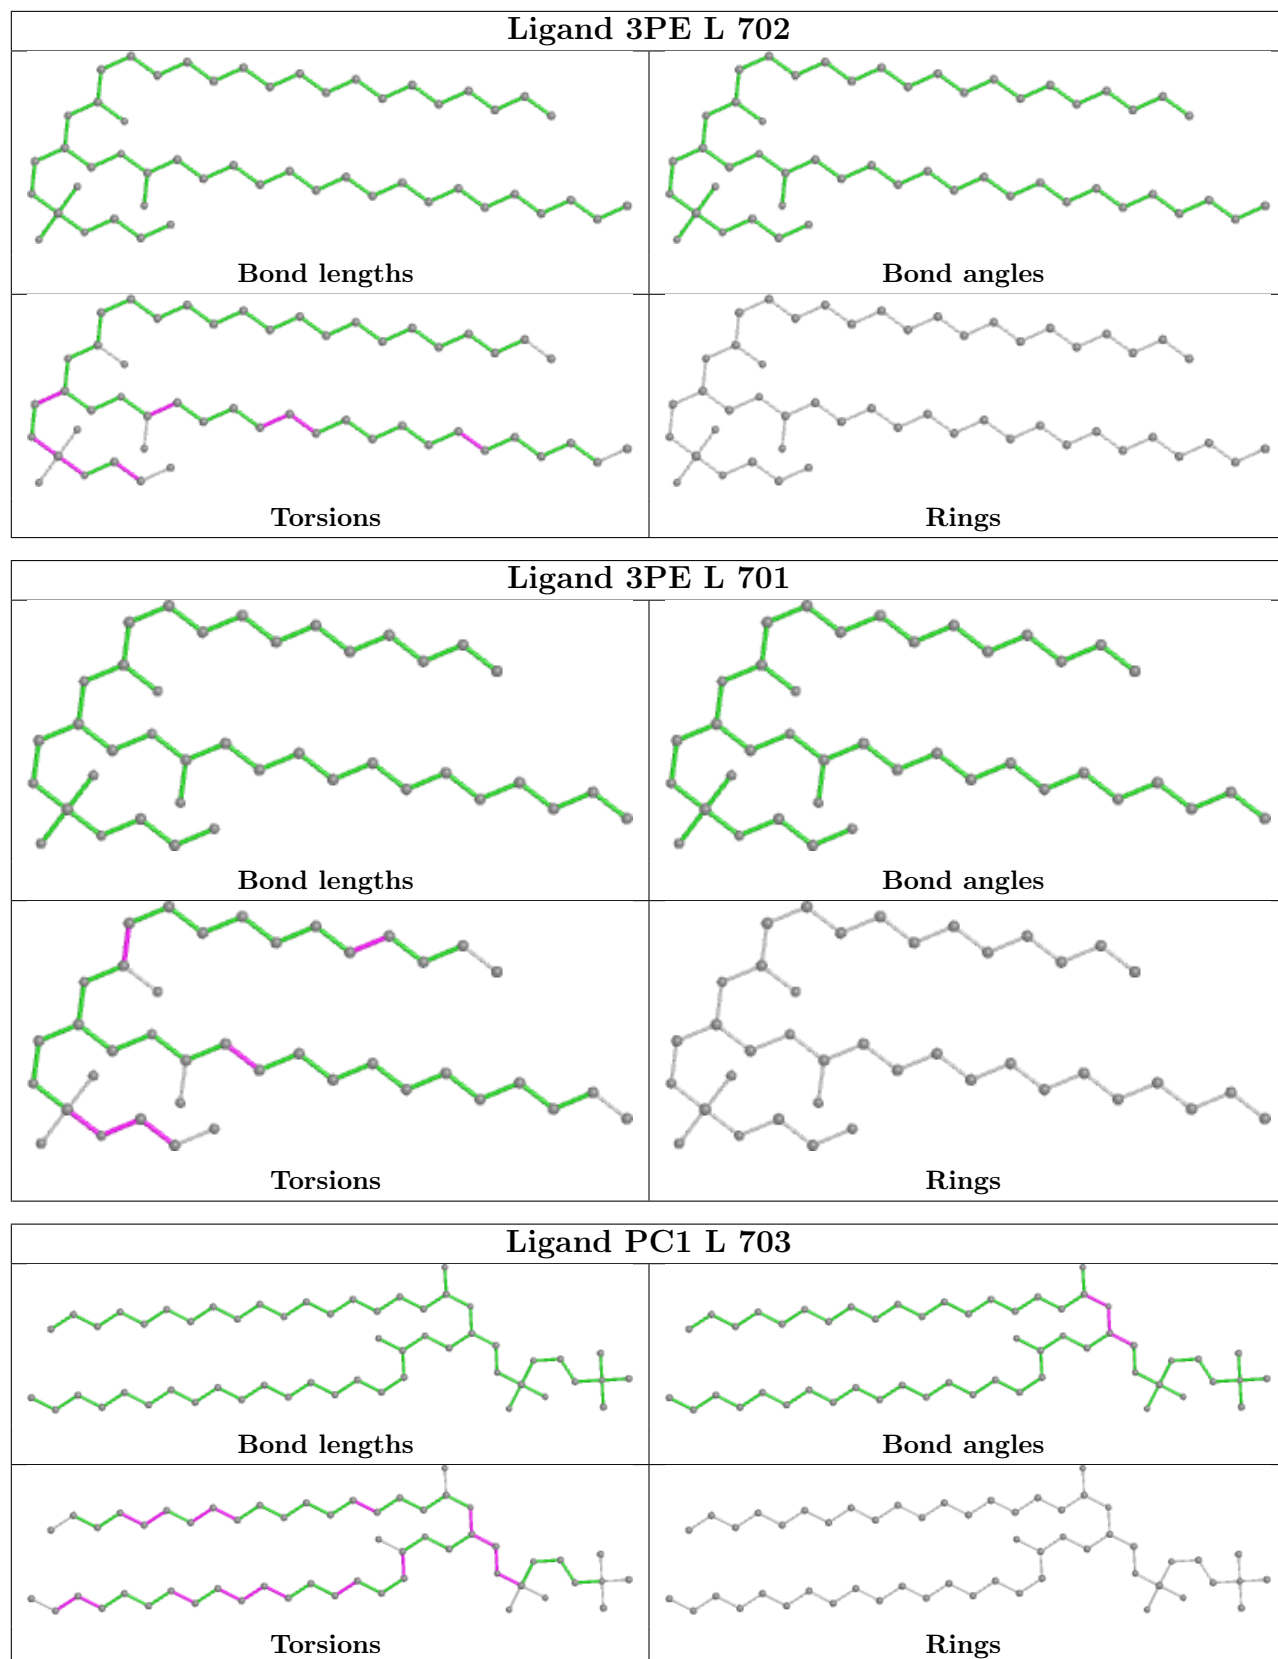 Ligand 3PE L 702
Bond lengths
Bond angles
Torsions
Rings
Ligand 3PE L 701
Bond lengths
Bond angles
Torsions
Rings
Ligand PC1 L 703
Bond lengths
Bond angles
Torsions
Rings